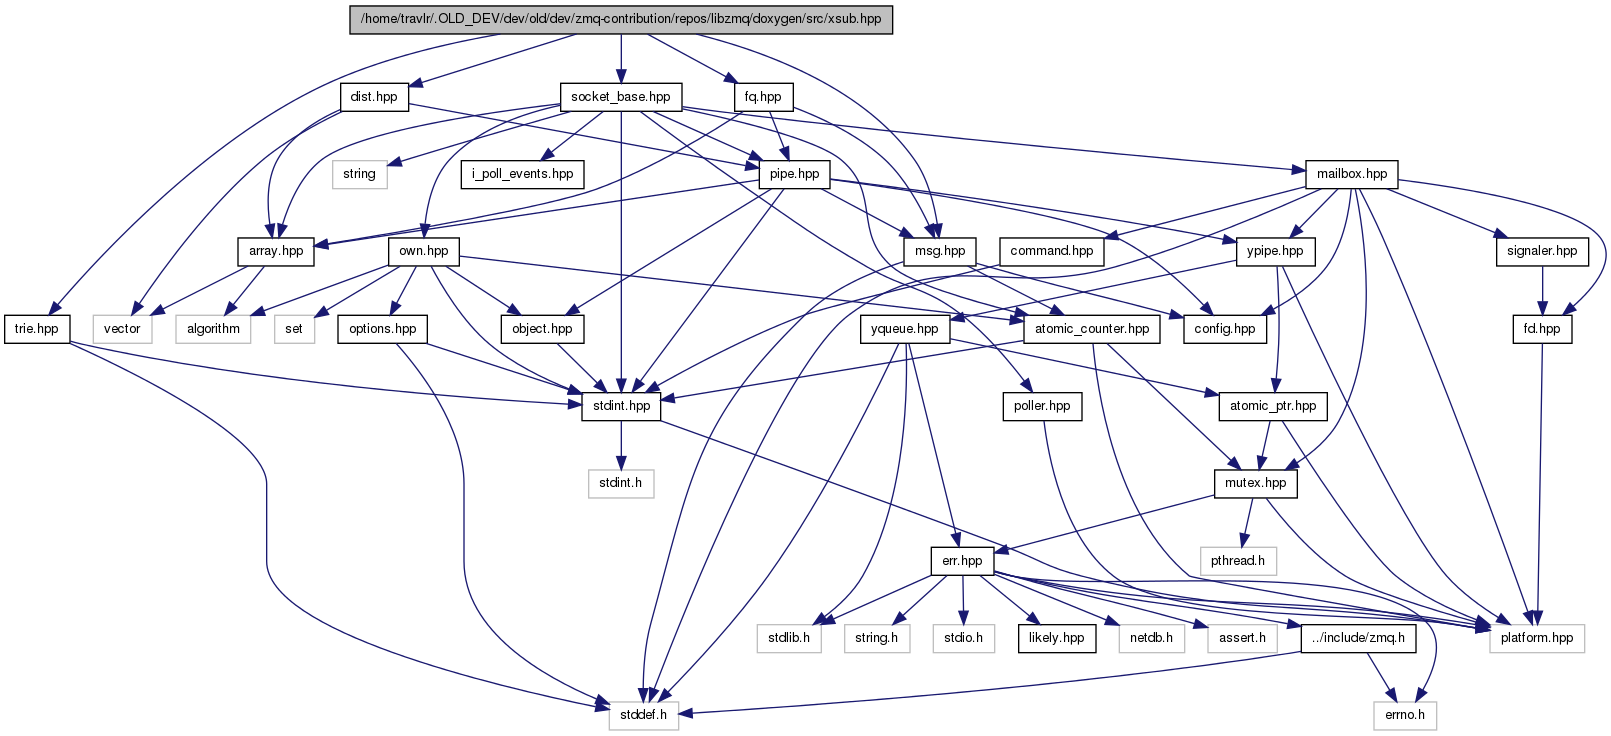 /home/travlr/.OLD_DEV/dev/old/dev/zmq-contribution/repos/libzmq/doxygen/src/xsub.hpp
dist.hpp
socket_base.hpp
fq.hpp
string
i_poll_events.hpp
pipe.hpp
mailbox.hpp
array.hpp
own.hpp
msg.hpp
command.hpp
ypipe.hpp
signaler.hpp
trie.hpp
vector
algorithm
set
options.hpp
object.hpp
yqueue.hpp
atomic_counter.hpp
config.hpp
fd.hpp
stdint.hpp
poller.hpp
atomic_ptr.hpp
stdint.h
mutex.hpp
err.hpp
pthread.h
stdlib.h
string.h
stdio.h
likely.hpp
netdb.h
assert.h
../include/zmq.h
platform.hpp
stddef.h
errno.h